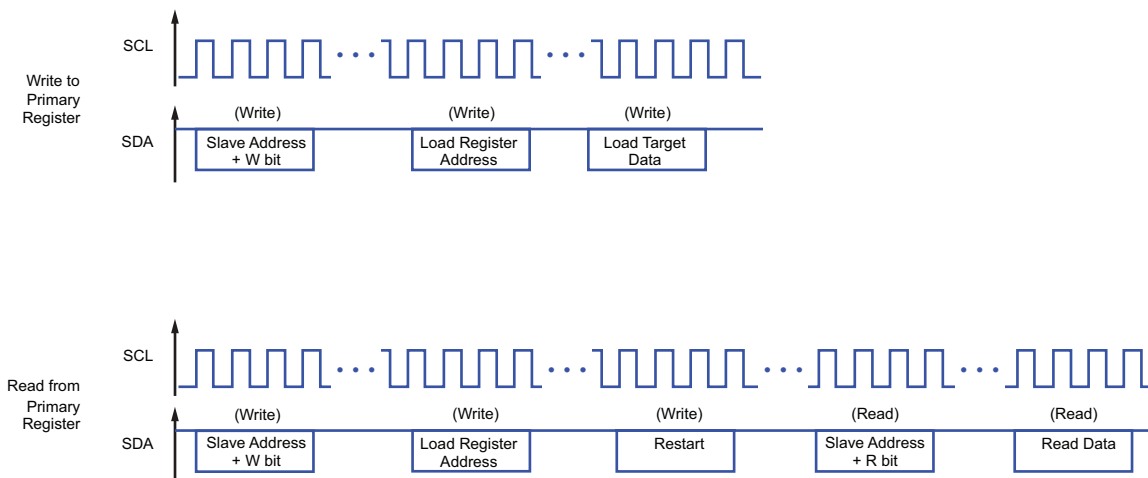 SCL
Write to
Primary
Register
(Write) (Write) (Write)
SDA
Slave Address
+ W bit
Load Register
Address
Load Target
Data
SCL
Read from
Primary
Register
(Write) (Write) (Write) (Read) (Read)
SDA
Slave Address
+ W bit
Load Register
Address
Restart
Slave Address
+ R bit
Read Data